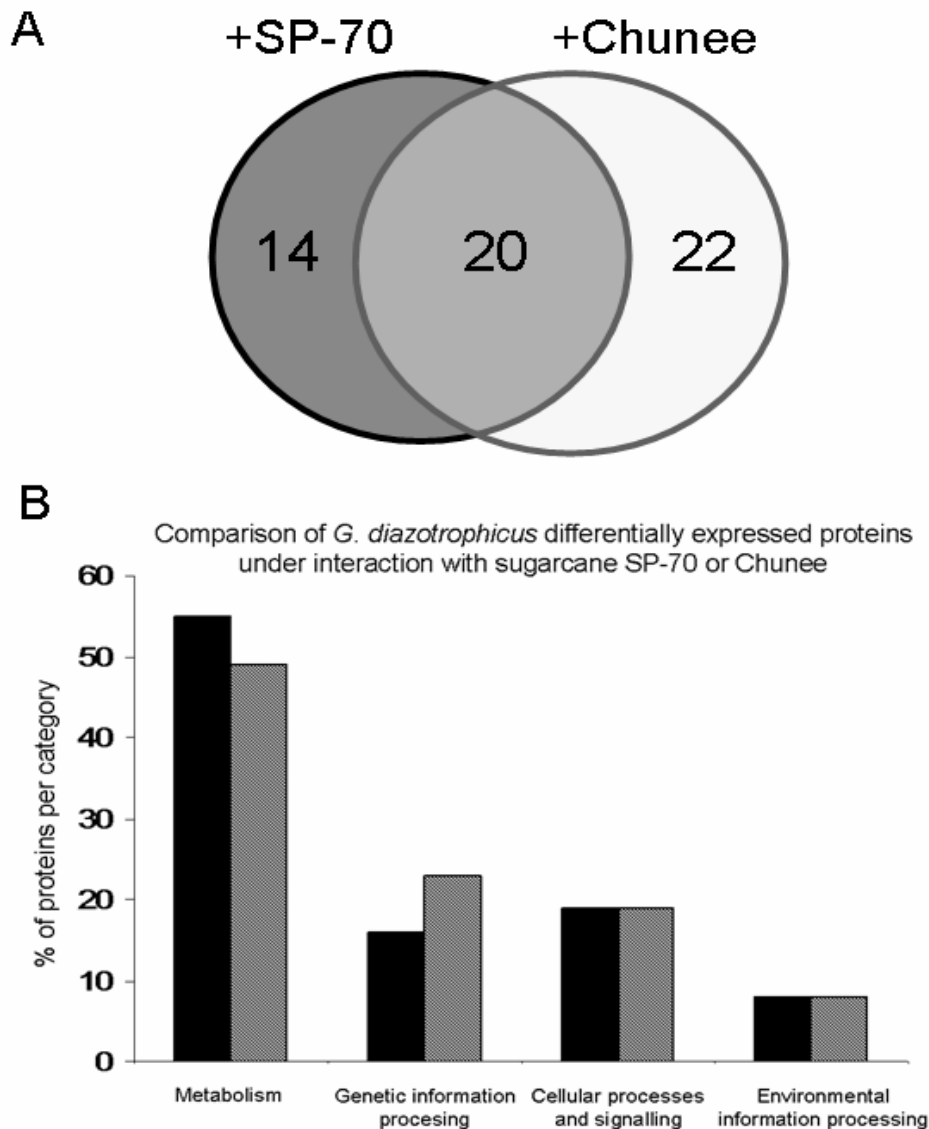 A
+SP-70 +Chunee
14 20 22
B
Comparison of G. diazotrophicus differentially expressed proteins
under interaction with sugarcane SP-70 or Chunee
% of proteins per category
60
50
40
30
20
10
0
Metabolism
Genetic information
procesing
Cellular processes
and signalling
Environmental
information processing